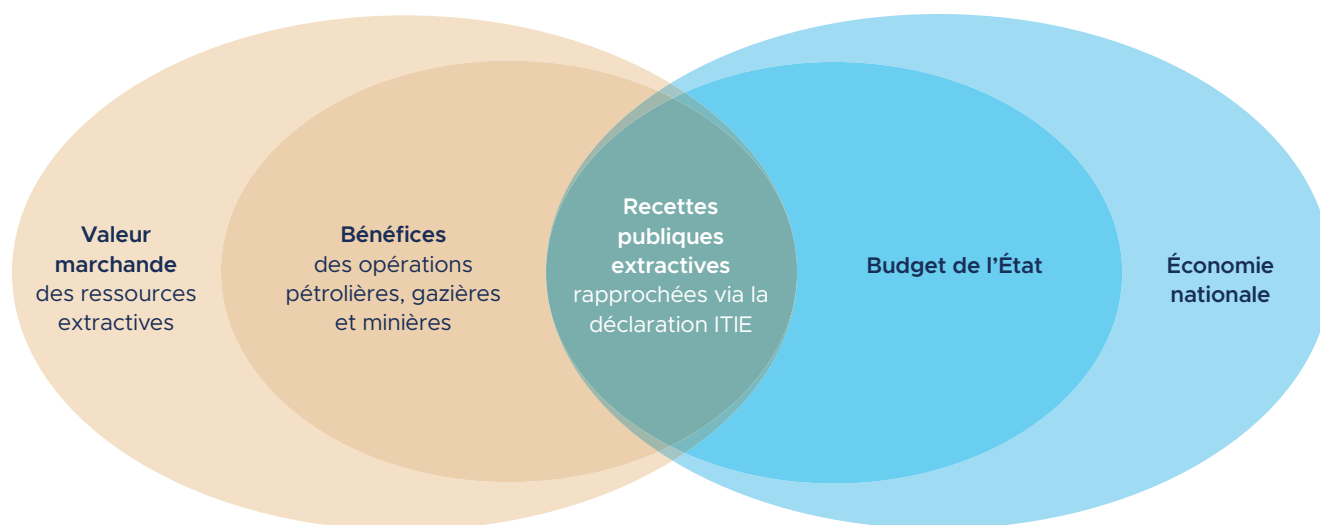 Valeur
marchande
des ressources
extractives
Bénéfices
des opérations
pétrolières, gazières
et minières
Recettes
publiques
extractives
rapprochées via la
déclaration ITIE
Budget de l’État
Économie
nationale